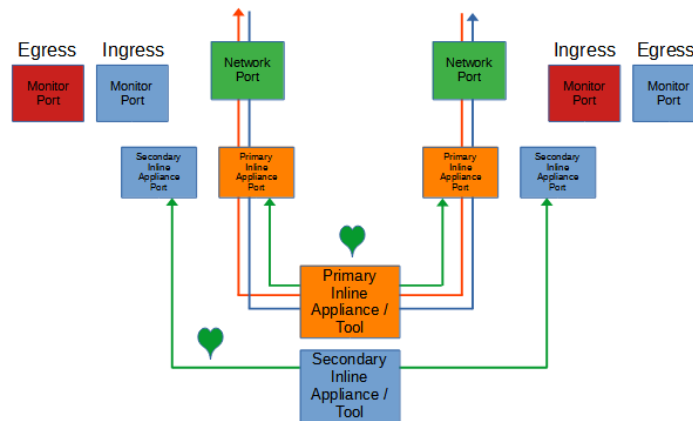 Egress
Ingress
Ingress
Egress
Monitor
Port
Monitor
Port
Network
Port
Network
Port
Monitor
Port
Monitor
Port
Secondary
Inline
Appliance
Port
Primary
Inline
Appliance
Port
Primary
Inline
Appliance
Port
Secondary
Inline
Appliance
Port
Primary
Inline
Appliance /
Tool
Secondary
Inline
Appliance /
Tool